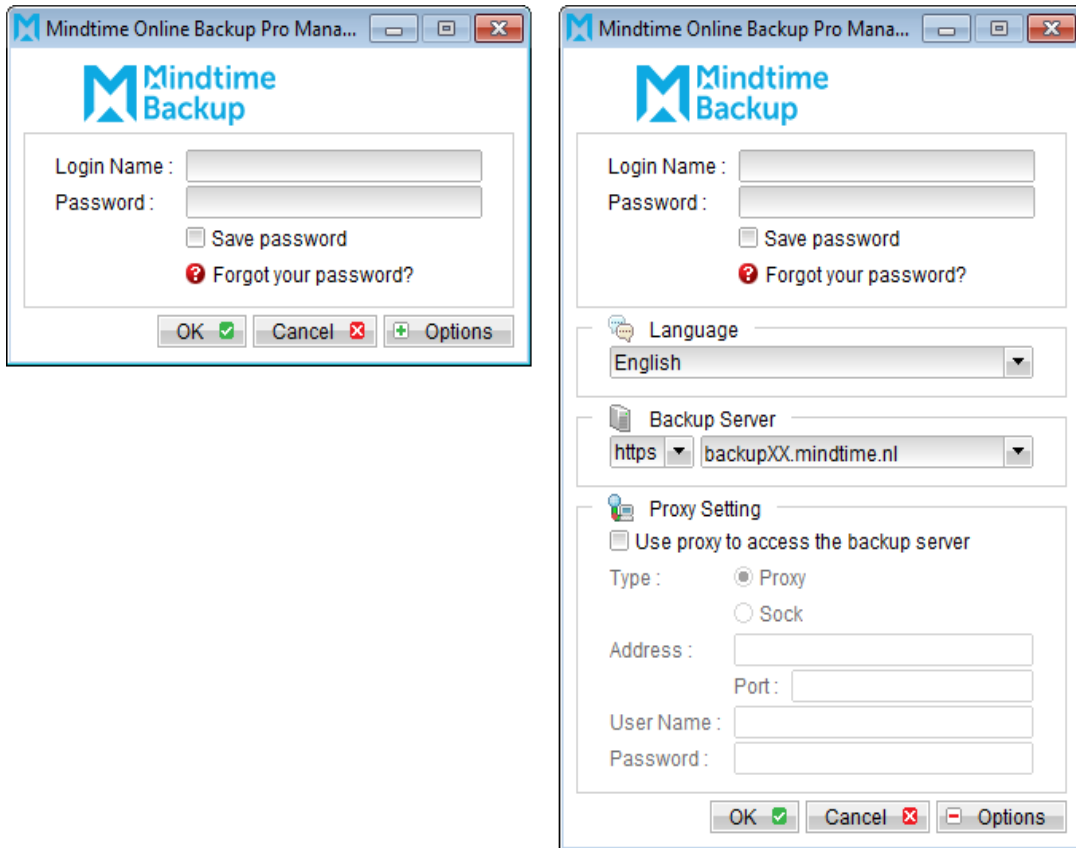 Mindtime Online Backup Pro Mana...
Mindtime
Backup
Login Name :
Password :
Save password
Forgot your password?
OK Cancel Options
Mindtime Online Backup Pro Mana...
Mindtime
Backup
Login Name :
Password :
Save password
Forgot your password?
Language
English
Backup Server
https backupXX.mindtime.nl
Proxy Setting
Use proxy to access the backup server
Type : Proxy
Sock
Address :
Port :
User Name :
Password :
OK Cancel Options